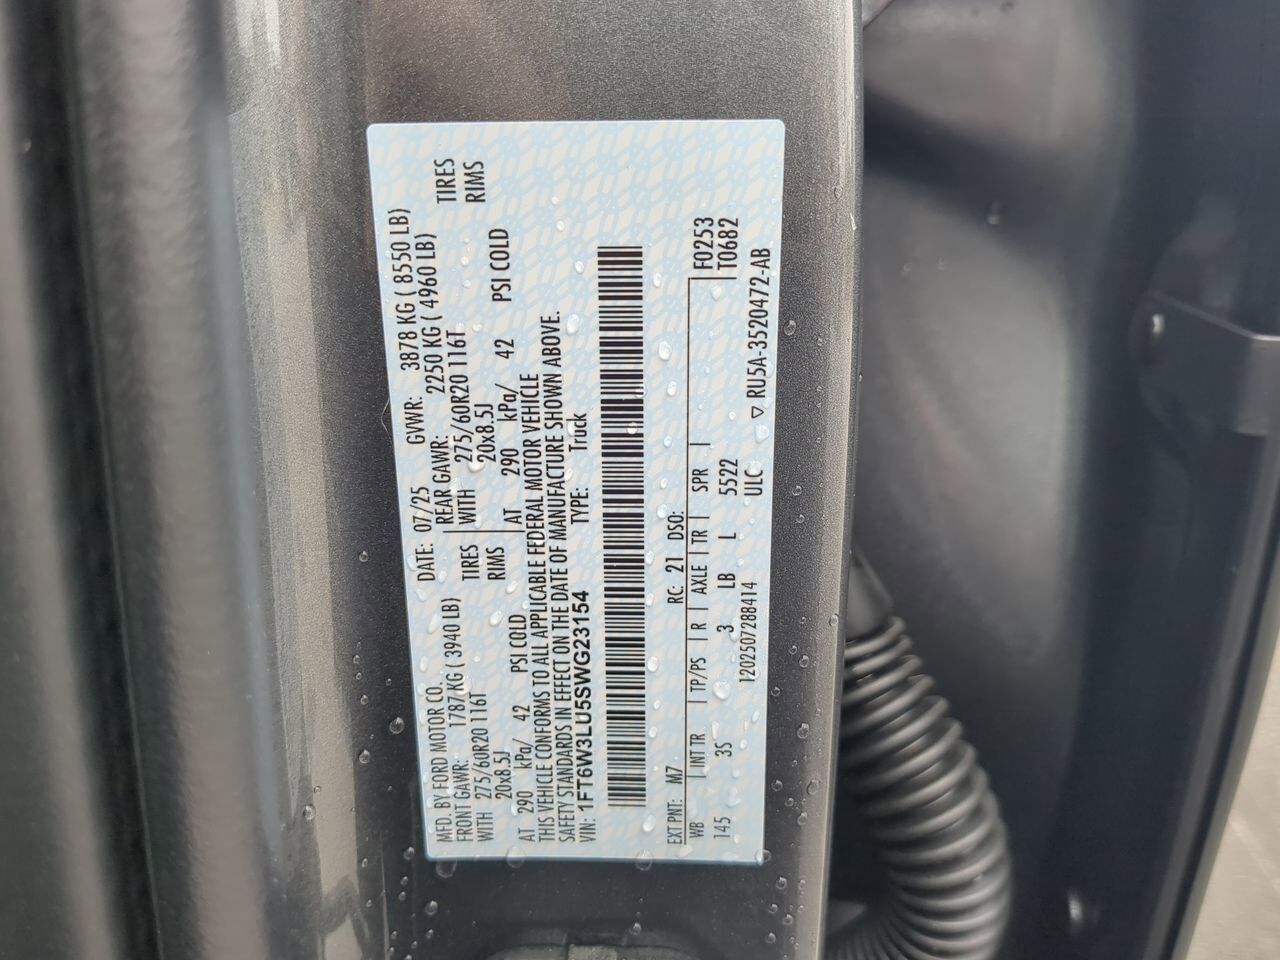 MFD. BY FORD MOTOR CO.
DATE: 07/25 GVWR: 3878 KG ( 8550 LB)
FRONT GAWR: 1787 KG ( 3940 LB)
REAR GAWR: 2250 KG ( 4960 LB)
WITH 275/60R20 116T TIRES
WITH 275/60R20 116T TIRES
20x8.5J RIMS
20x8.5J RIMS
AT 290 kPa/ 42 PSI COLD
AT 290 kPa/ 42 PSI COLD
THIS VEHICLE CONFORMS TO ALL APPLICABLE FEDERAL MOTOR VEHICLE
SAFETY STANDARDS IN EFFECT ON THE DATE OF MANUFACTURE SHOWN ABOVE.
VIN: 1FT6W3LU5SWG23154 TYPE: Truck
EXT PNT: M7 RC: 21 DSO:
WB INT TR TP/PS R AXLE TR SPR F0253
145 3S 3 LB L 5522 T0682
ULC
120250728841​4 ▽ RU5A-3520472-AB